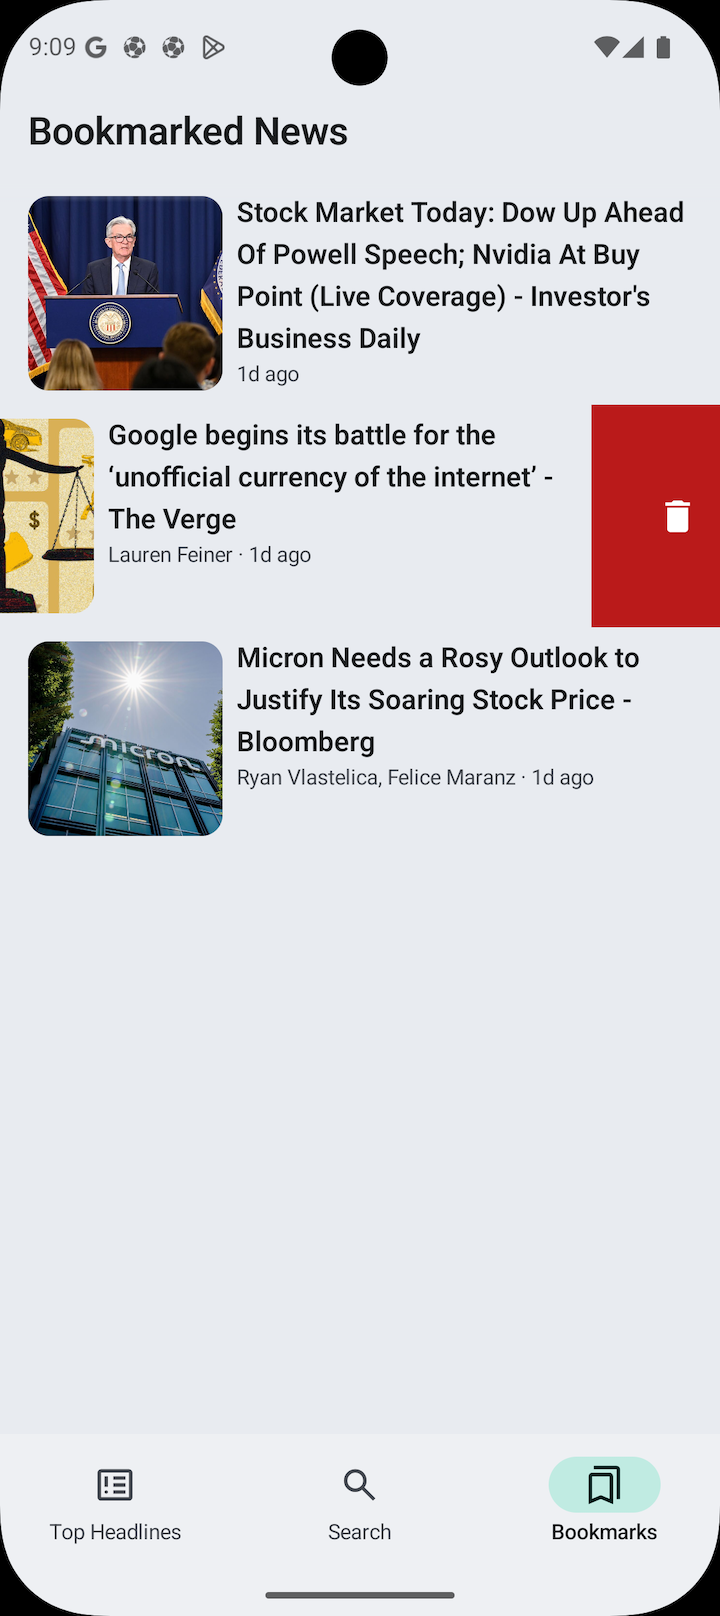 9:09
Bookmarked News
Stock Market Today: Dow Up Ahead
Of Powell Speech; Nvidia At Buy
Point (Live Coverage) - Investor's
Business Daily
1d ago
Google begins its battle for the
‘unofficial currency of the internet’ -
The Verge
Lauren Feiner · 1d ago
$
Micron Needs a Rosy Outlook to
Justify Its Soaring Stock Price -
Bloomberg
Ryan Vlastelica, Felice Maranz · 1d ago
micron
Top Headlines
Search
Bookmarks